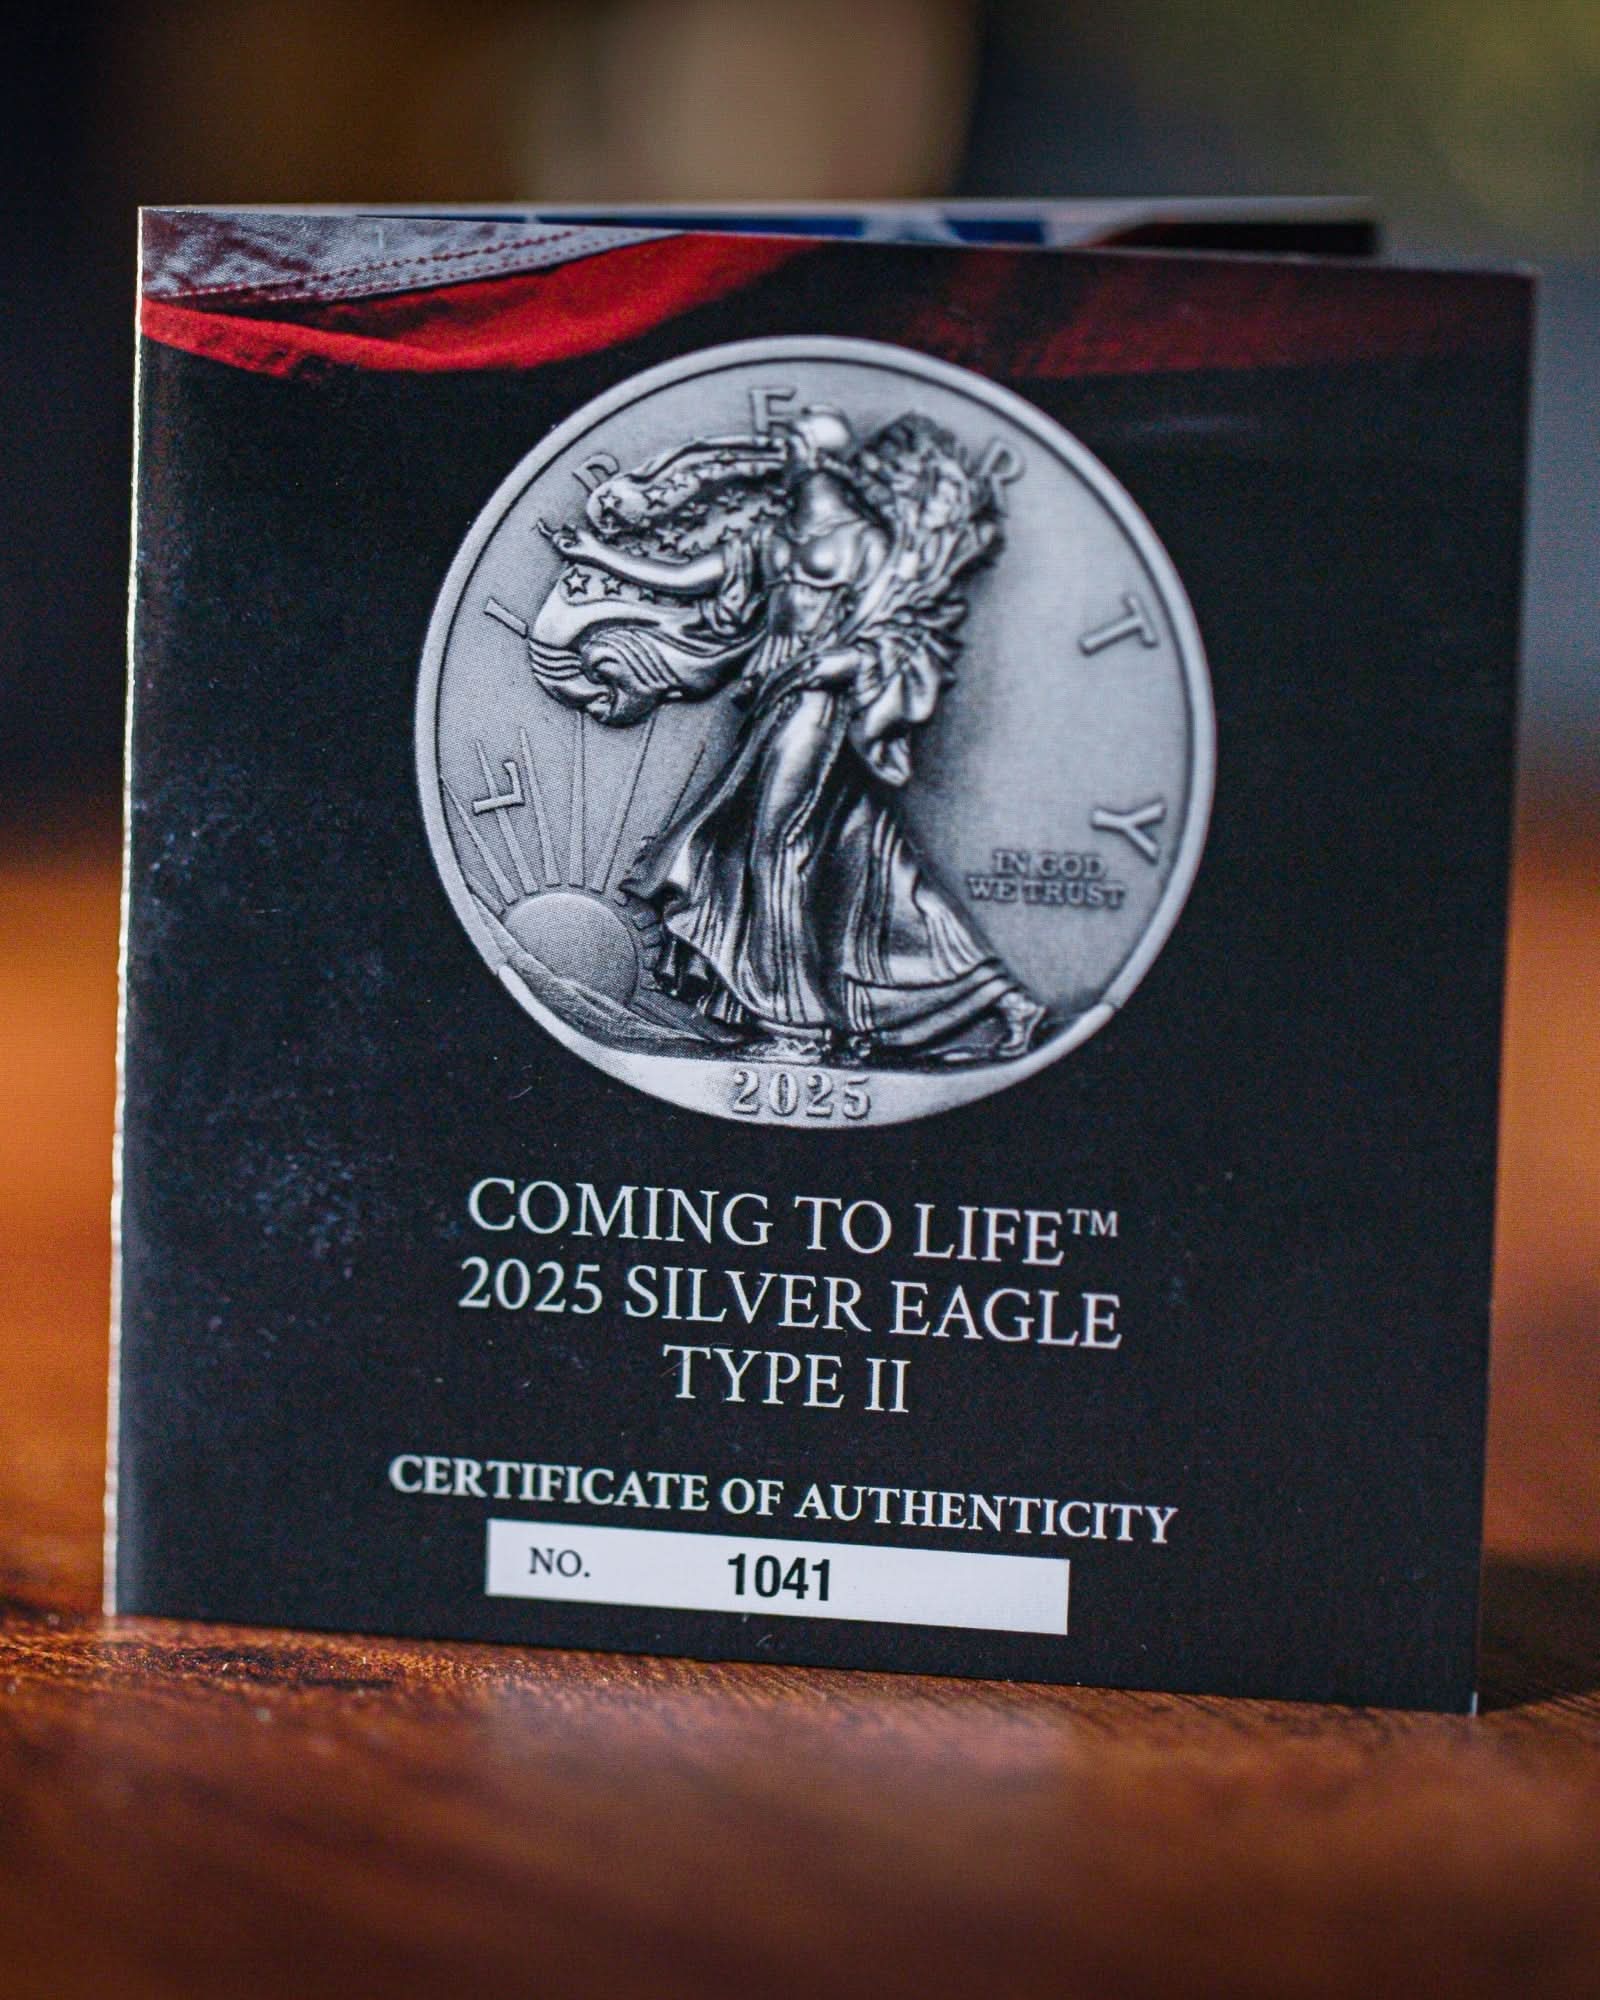 LIBERTY
IN GOD
WE TRUST
2025
COMING TO LIFE™
2025 SILVER EAGLE
TYPE II
CERTIFICATE OF AUTHENTICITY
NO. 1041